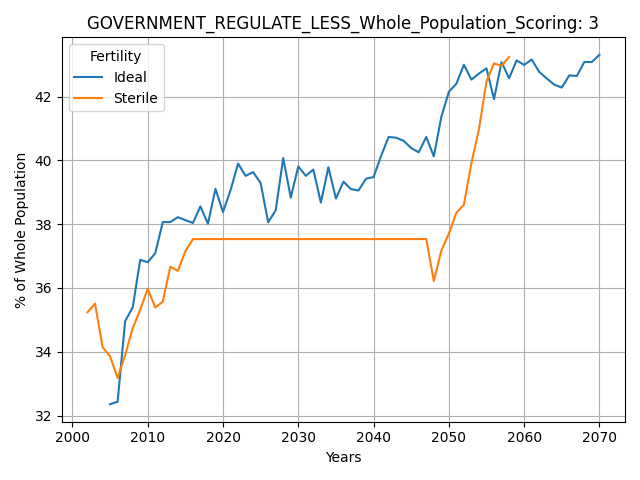 GOVERNMENT_REGULATE_LESS_Whole_Population_Scoring: 3
Fertility
Ideal
Sterile
% of Whole Population
42
40
38
36
34
32
2000 2010 2020 2030 2040 2050 2060 2070
Years